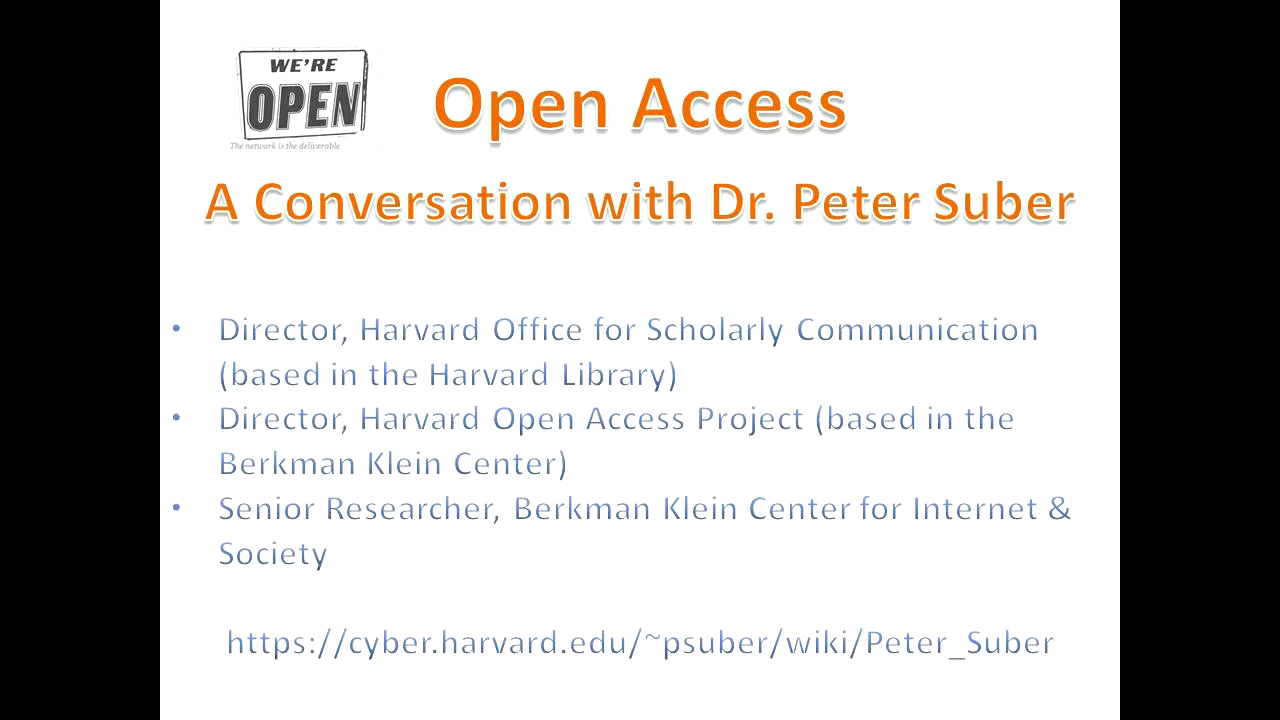 WE'RE
OPEN
The network is the deliverable
Open Access
A Conversation with Dr. Peter Suber
• Director, Harvard Office for Scholarly Communication
(based in the Harvard Library)
• Director, Harvard Open Access Project (based in the
Berkman Klein Center)
• Senior Researcher, Berkman Klein Center for Internet &
Society
https://cyber.harvard.edu/~psuber/wiki/Peter_Suber